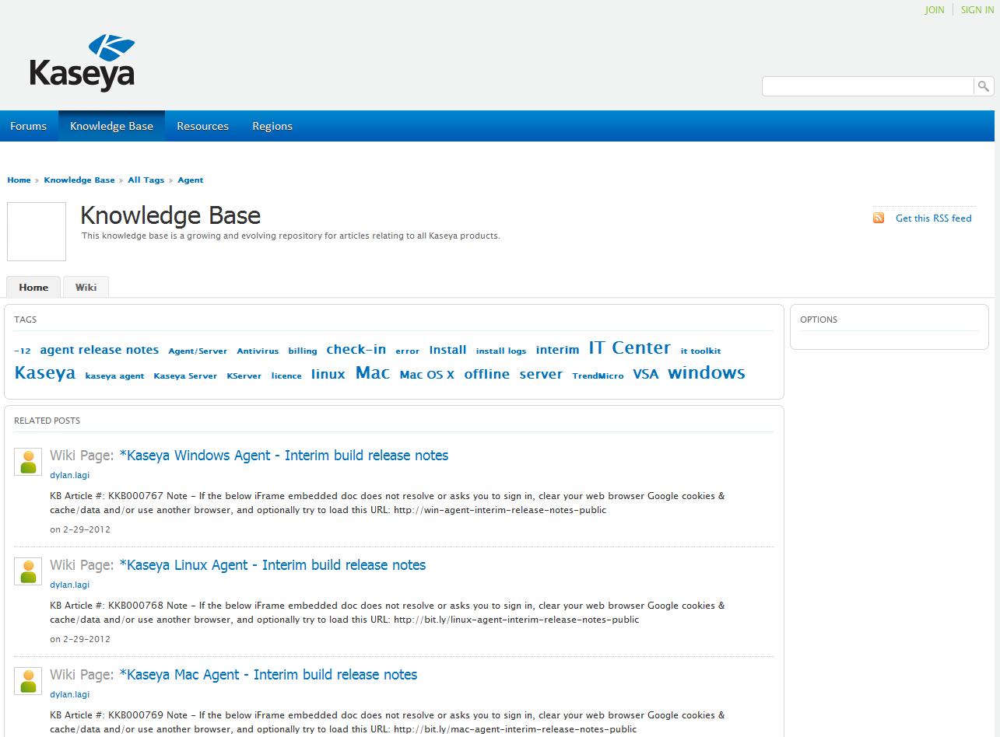 JOIN SIGN IN
Kaseya
Forums Knowledge Base Resources Regions
Home » Knowledge Base » All Tags » Agent
Knowledge Base
This knowledge base is a growing and evolving repository for articles relating to all Kaseya products.
Get this RSS feed
Home Wiki
TAGS
-12 agent release notes Agent/Server Antivirus billing check-in error Install install logs interim IT Center it toolkit
Kaseya kaseya agent Kaseya Server KServer licence linux Mac Mac OS X offline server TrendMicro VSA windows
OPTIONS
RELATED POSTS
Wiki Page: *Kaseya Windows Agent - Interim build release notes
dylan.lagi
KB Article #: KKB000767 Note - If the below iFrame embedded doc does not resolve or asks you to sign in, clear your web browser Google cookies &
cache/data and/or use another browser, and optionally try to load this URL: http://win-agent-interim-release-notes-public
on 2-29-2012
Wiki Page: *Kaseya Linux Agent - Interim build release notes
dylan.lagi
KB Article #: KKB000768 Note - If the below iFrame embedded doc does not resolve or asks you to sign in, clear your web browser Google cookies &
cache/data and/or use another browser, and optionally try to load this URL: http://bit.ly/linux-agent-interim-release-notes-public
on 2-29-2012
Wiki Page: *Kaseya Mac Agent - Interim build release notes
dylan.lagi
KB Article #: KKB000769 Note - If the below iFrame embedded doc does not resolve or asks you to sign in, clear your web browser Google cookies &
cache/data and/or use another browser, and optionally try to load this URL: http://bit.ly/mac-agent-interim-release-notes-public